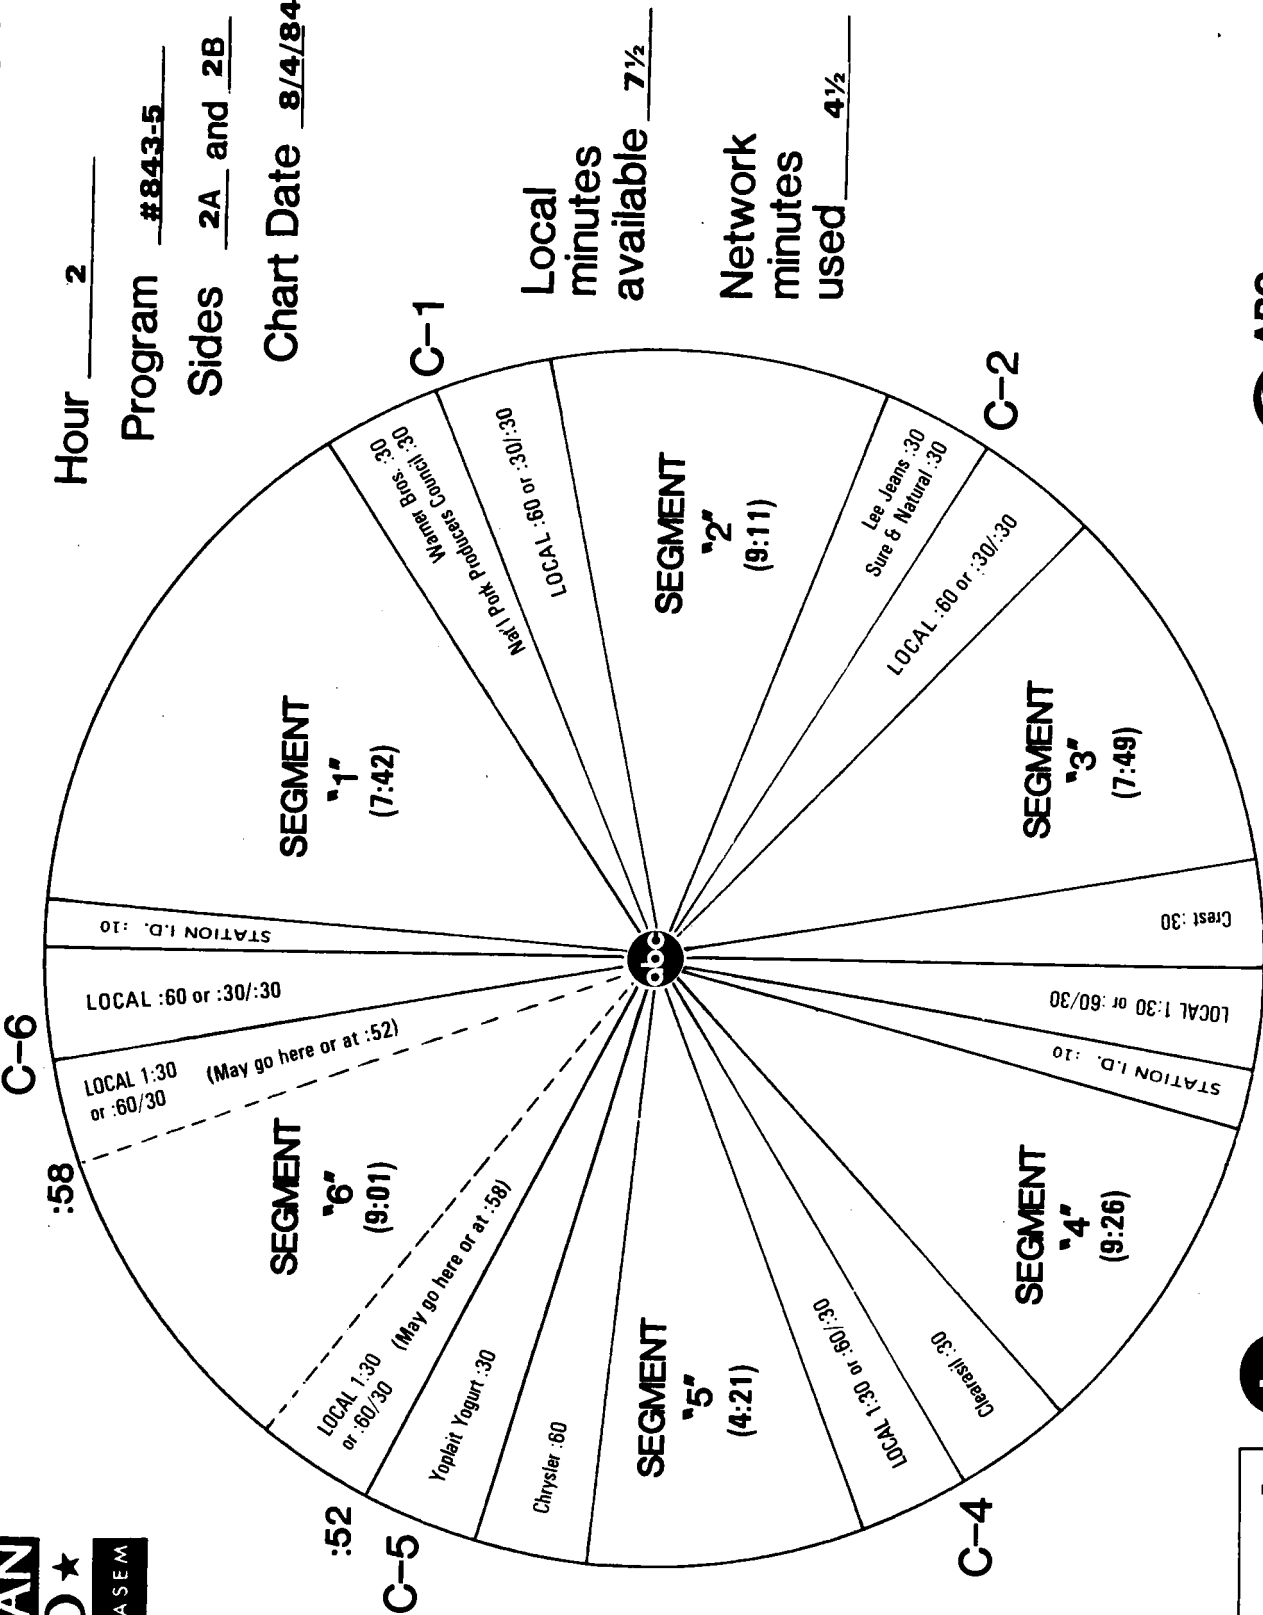 Hour 2
Program #843-5
Sides 2A and 2B
Chart Date 8/4/84
Local
minutes
available 7½
Network
minutes
used 4½
STATION I.D. :10
SEGMENT
"1"
(7:42)
Warner Bros. :30
Nat'l Pork Producers Council :30
C-1
LOCAL :60 or :30/:30
SEGMENT
"2"
(9:11)
Lee Jeans :30
Sure & Natural :30
C-2
LOCAL :60 or :30/:30
SEGMENT
"3"
(7:49)
Crest :30
LOCAL 1:30 or :60/30
STATION I.D. :10
SEGMENT
"4"
(9:26)
Clearasil :30
C-4
LOCAL 1:30 or :60/:30
SEGMENT
"5"
(4:21)
Chrysler :60
Yoplait Yogurt :30
C-5
:52
LOCAL 1:30
or :60/30
(May go here or at :58)
SEGMENT
"6"
(9:01)
:58
LOCAL 1:30
or :60/30
(May go here or at :52)
C-6
LOCAL :60 or :30/:30
abc
ASEM